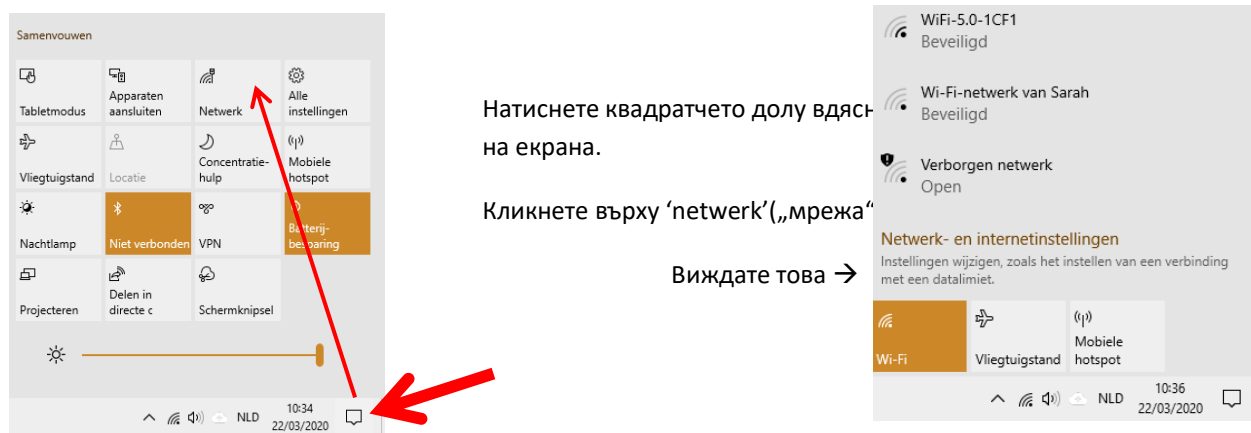 Samenvouwen
Tabletmodus
Apparaten
aansluiten
Netwerk
Alle
instellingen
Vliegtuigstand
Locatie
Concentratie-
hulp
Mobiele
hotspot
Nachtlamp
Niet verbonden
VPN
Batterij-
besparing
Projecteren
Delen in
directe c
Schermknipsel
NLD
10:34
22/03/2020
Натиснете квадратчето долу
на екрана.
Кликнете върху ‘netwerk’(„мрежа“
Виждате това →
WiFi-5.0-1CF1
Beveiligd
Wi-Fi-netwerk van Sarah
Beveiligd
Verborgen netwerk
Open
Netwerk- en internetinstellingen
Instellingen wijzigen, zoals het instellen van een verbinding
met een datalimiet.
Wi-Fi
Vliegtuigstand
Mobiele
hotspot
NLD
10:36
22/03/2020